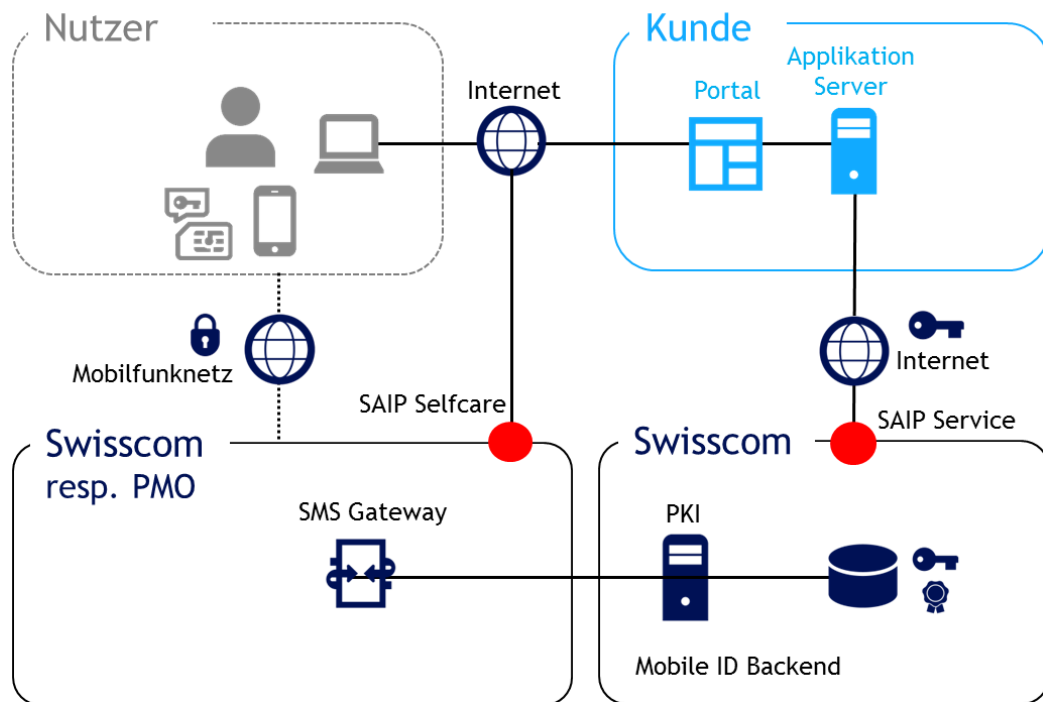 Nutzer
Kunde
Internet
Portal
Applikation
Server
Mobilfunknetz
Internet
SAIP Selfcare
SAIP Service
Swisscom
resp. PMO
Swisscom
SMS Gateway
PKI
Mobile ID Backend